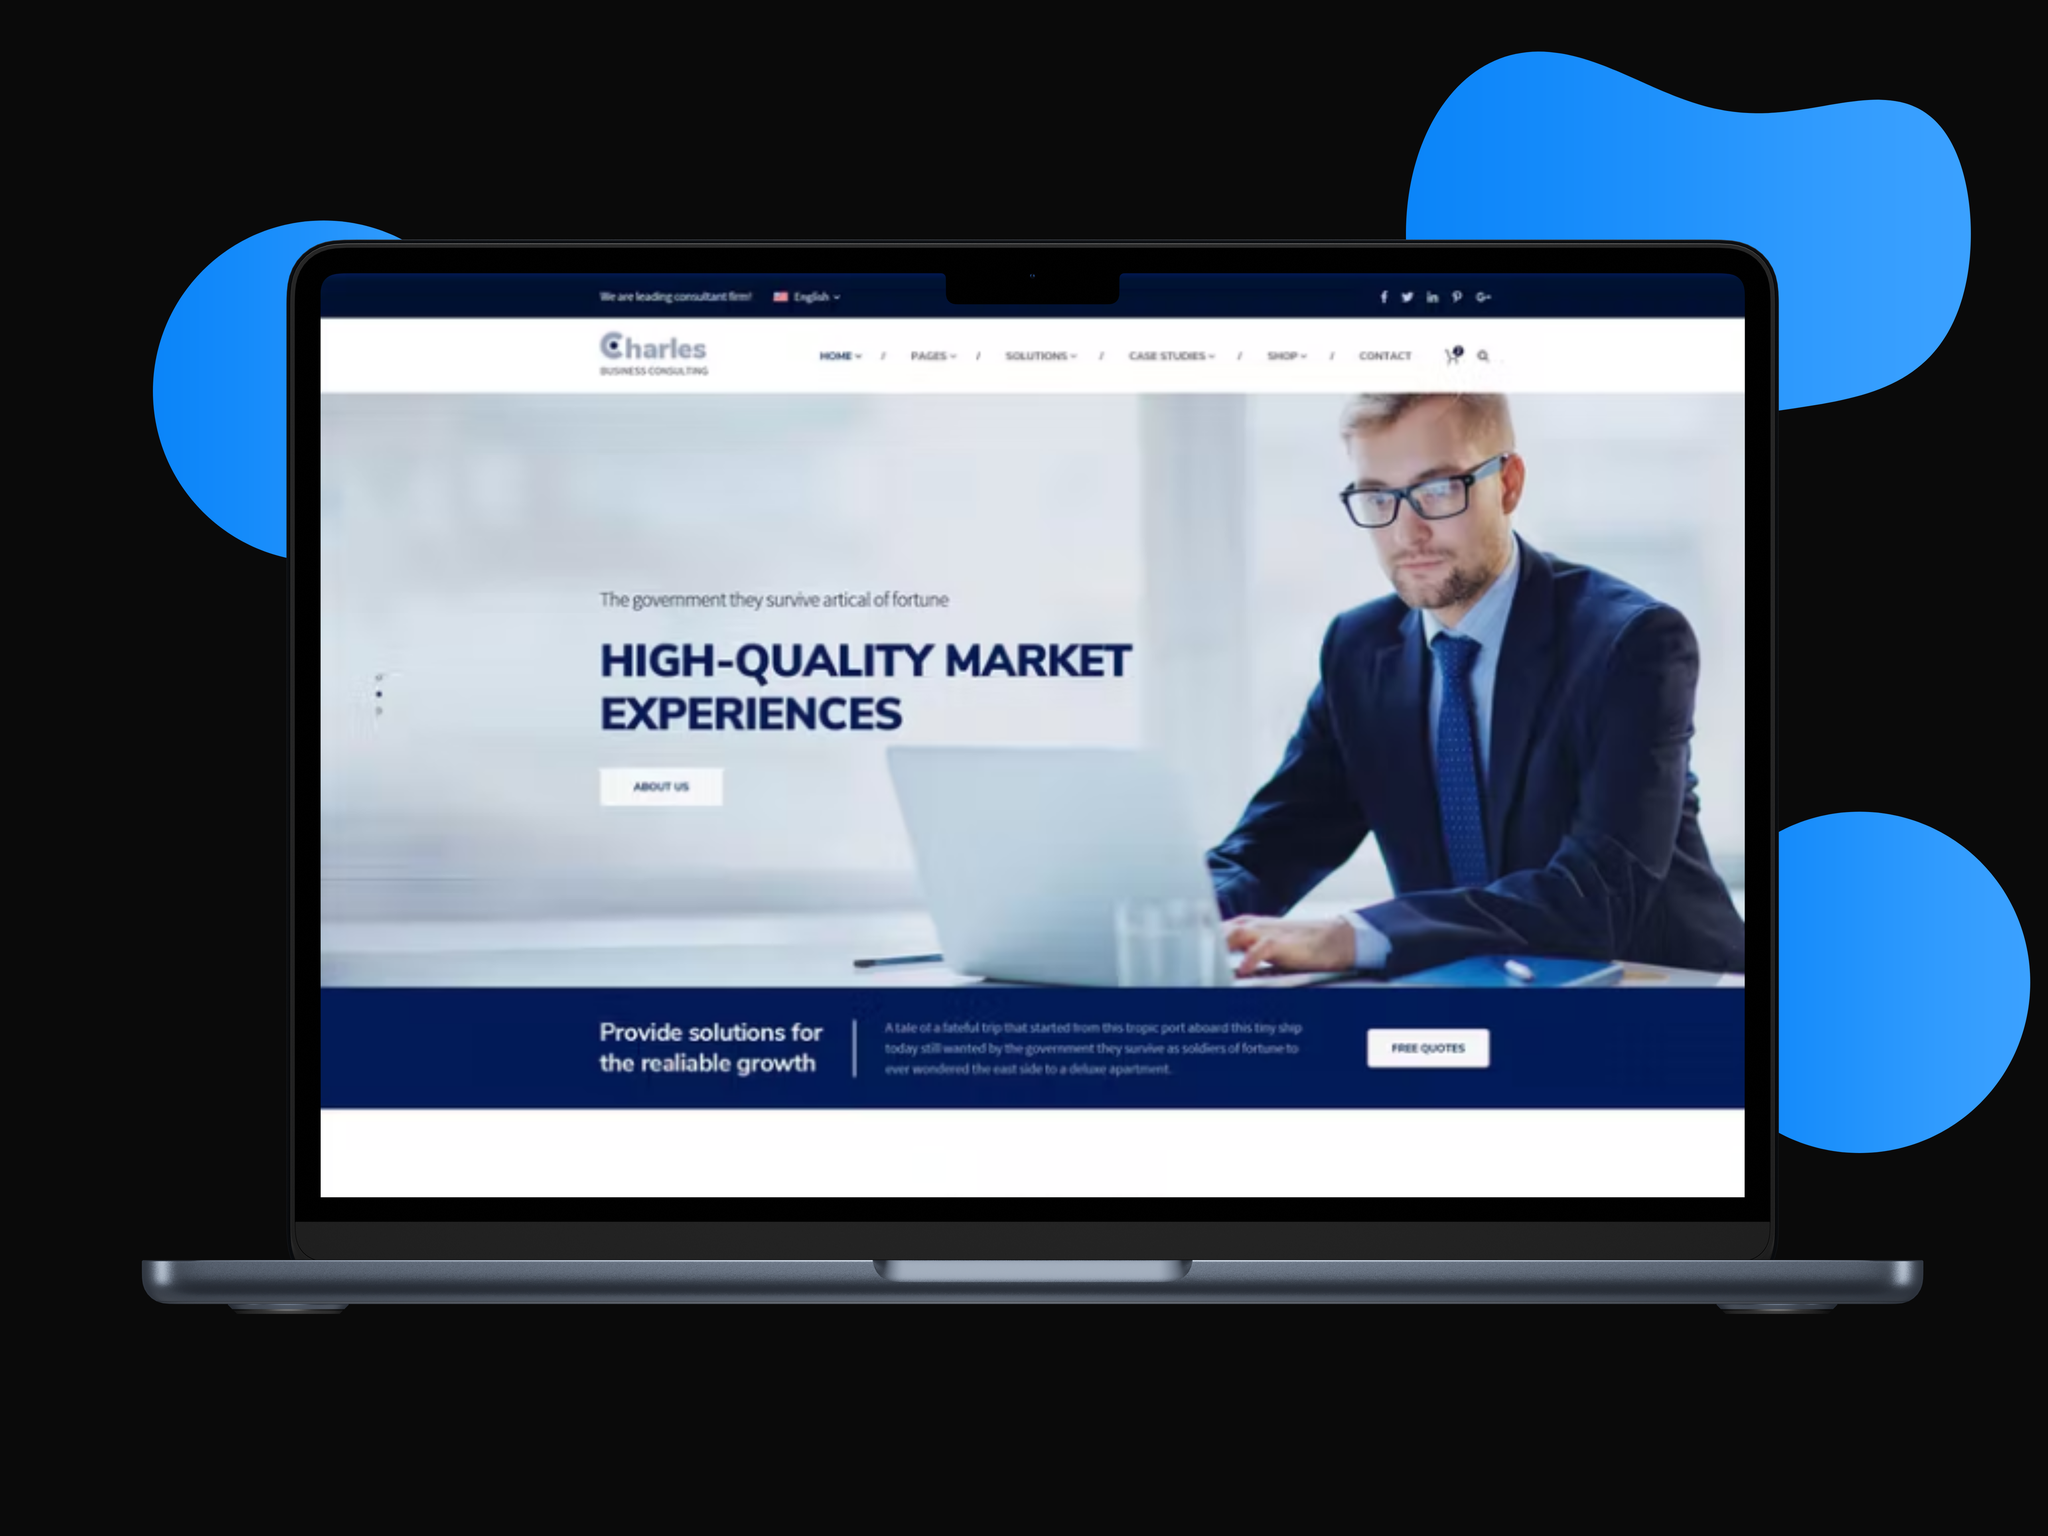 We are leading consultant firm! English
Charles
BUSINESS CONSULTING
HOME / PAGES / SOLUTIONS / CASE STUDIES / SHOP / CONTACT
The government they survive artical of fortune
HIGH-QUALITY MARKET
EXPERIENCES
ABOUT US
Provide solutions for
the realiable growth
A tale of a fateful trip that started from this tropic port aboard this tiny ship
today still wanted by the government they survive as soldiers of fortune to
ever wondered the east side to a deluxe apartment.
FREE QUOTES